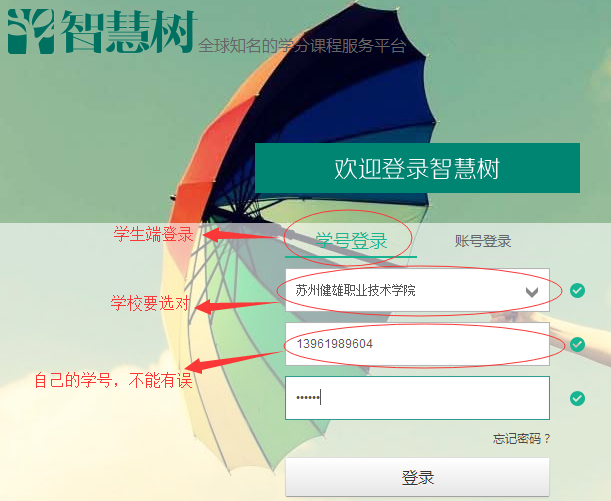 智慧树 全球知名的学分课程服务平台
欢迎登录智慧树
学生端登录 学号登录 账号登录
学校要选对 苏州健雄职业技术学院
13961989604
自己的学号，不能有误
••••••
忘记密码？
登录